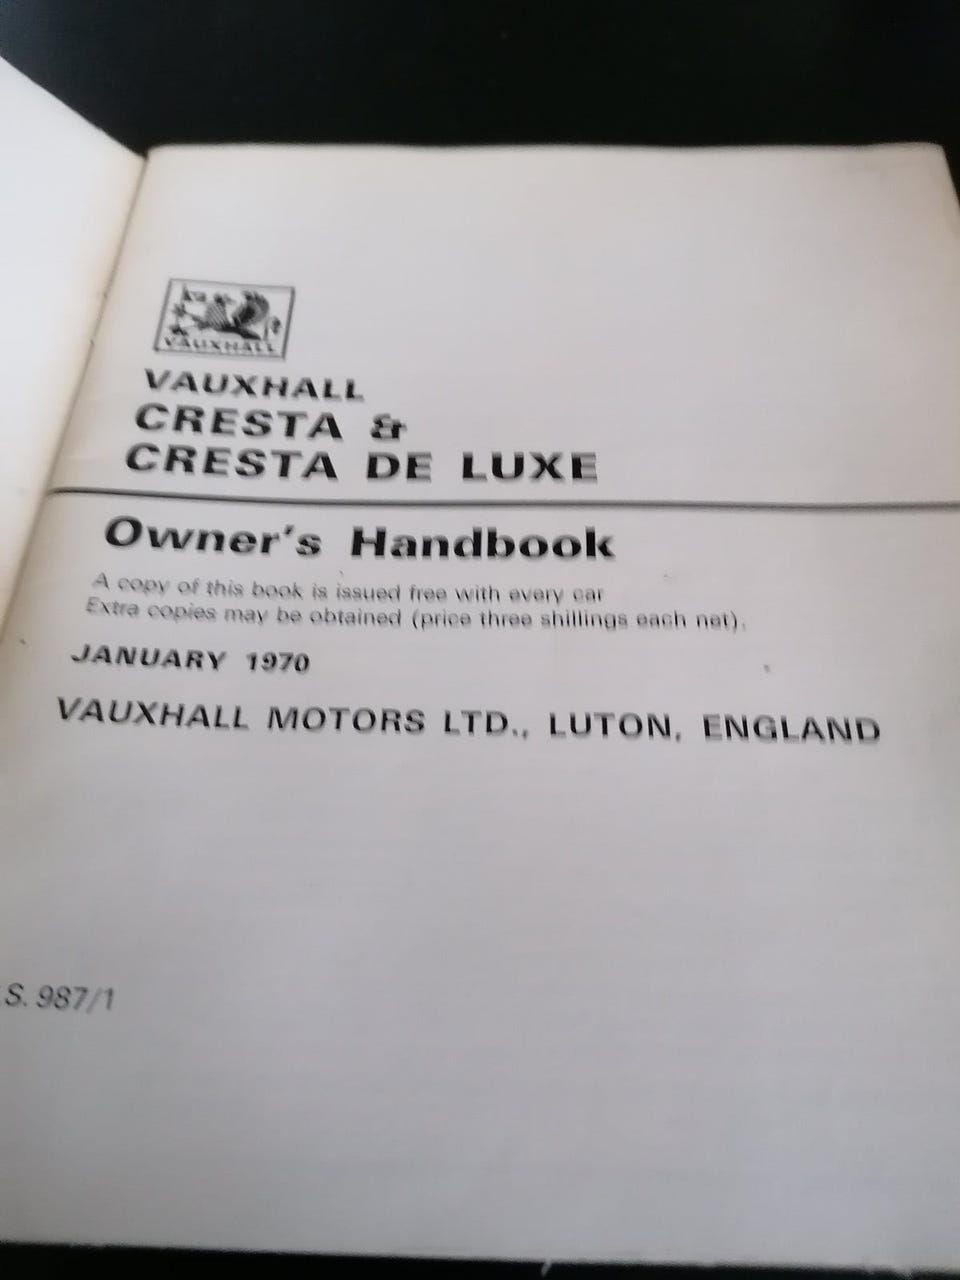 VAUXHALL
VAUXHALL
CRESTA &
CRESTA DE LUXE
Owner's Handbook
A copy of this book is issued free with every car
Extra copies may be obtained (price three shillings each net).
JANUARY 1970
VAUXHALL MOTORS LTD., LUTON, ENGLAND
.S. 987/1